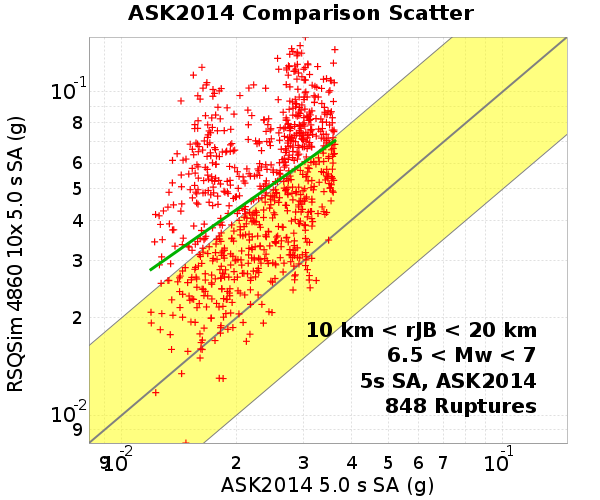 ASK2014 Comparison Scatter
RSQSim 4860 10x 5.0 s SA (g)
10-1
8
6
5
4
3
2
10-2
9
10 km < rJB < 20 km
6.5 < Mw < 7
5s SA, ASK2014
848 Ruptures
9 10-2 2 3 4 5 6 7 10-1
ASK2014 5.0 s SA (g)